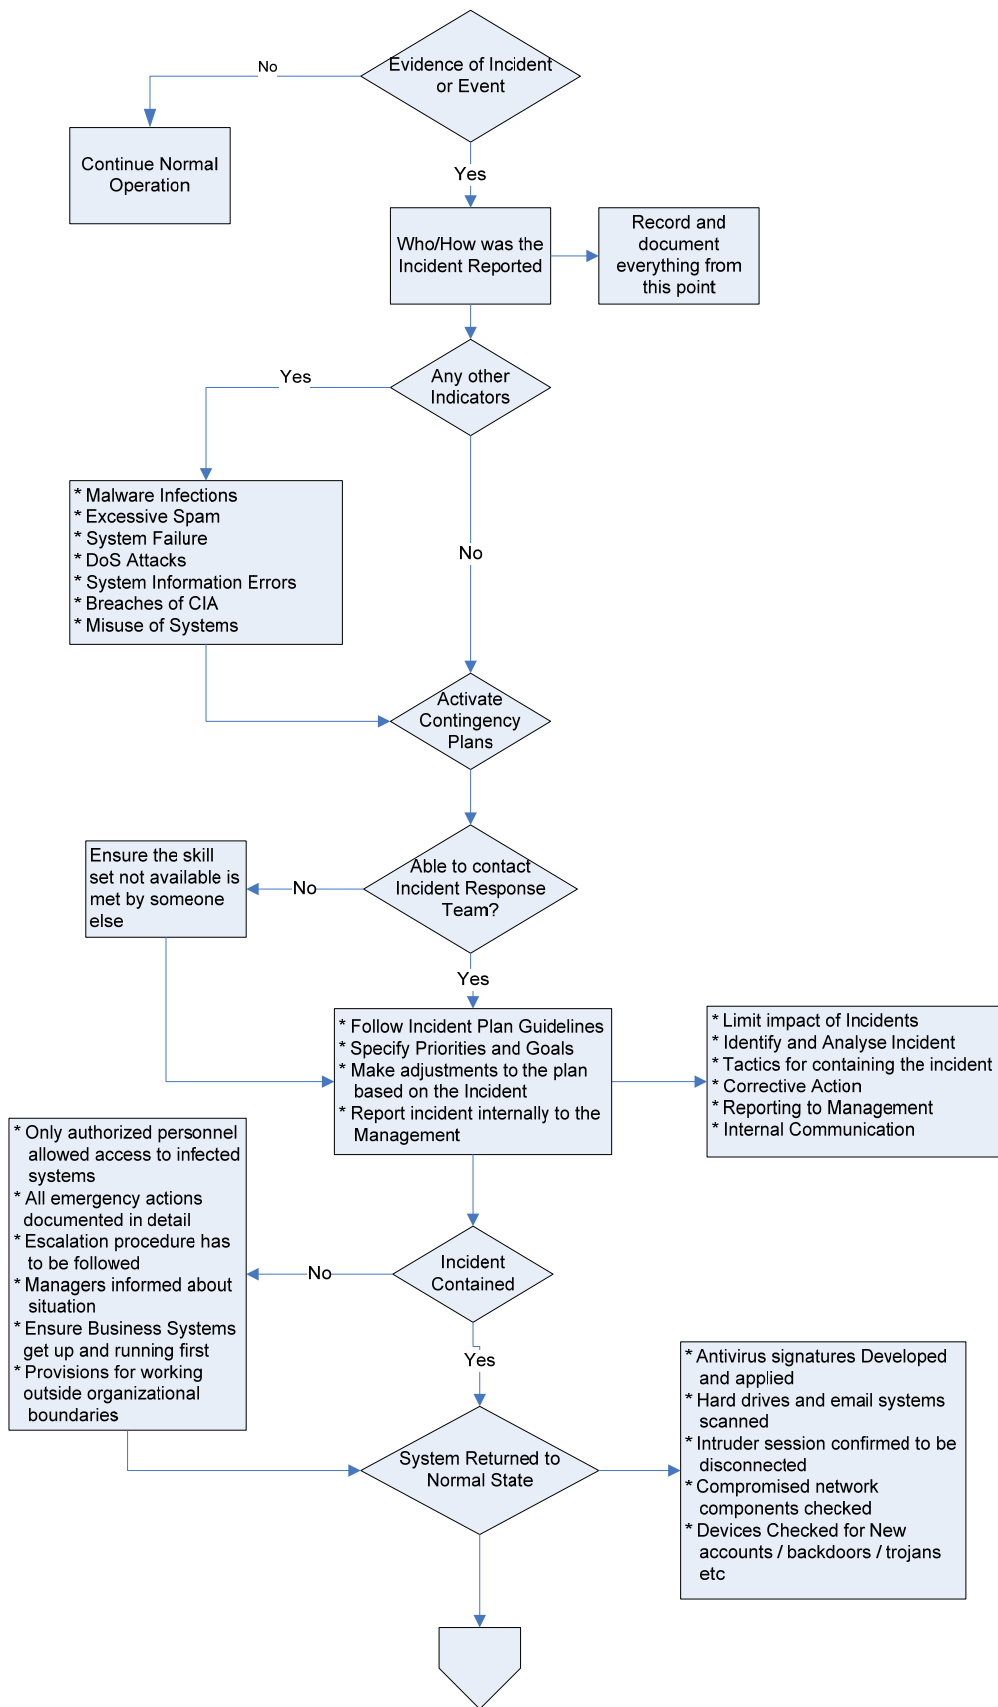 Evidence of Incident
or Event
No
Continue Normal
Operation
Yes
Who/How was the
Incident Reported
Record and
document
everything from
this point
Any other
Indicators
Yes
* Malware Infections
* Excessive Spam
* System Failure
* DoS Attacks
* System Information Errors
* Breaches of CIA
* Misuse of Systems
No
Activate
Contingency
Plans
Able to contact
Incident Response
Team?
No
Ensure the skill
set not available is
met by someone
else
Yes
* Follow Incident Plan Guidelines
* Specify Priorities and Goals
* Make adjustments to the plan
based on the Incident
* Report incident internally to the
Management
* Limit impact of Incidents
* Identify and Analyse Incident
* Tactics for containing the incident
* Corrective Action
* Reporting to Management
* Internal Communication
Incident
Contained
No
* Only authorized personnel
allowed access to infected
systems
* All emergency actions
documented in detail
* Escalation procedure has
to be followed
* Managers informed about
situation
* Ensure Business Systems
get up and running first
* Provisions for working
outside organizational
boundaries
Yes
System Returned to
Normal State
* Antivirus signatures Developed
and applied
* Hard drives and email systems
scanned
* Intruder session confirmed to be
disconnected
* Compromised network
components checked
* Devices Checked for New
accounts / backdoors / trojans
etc